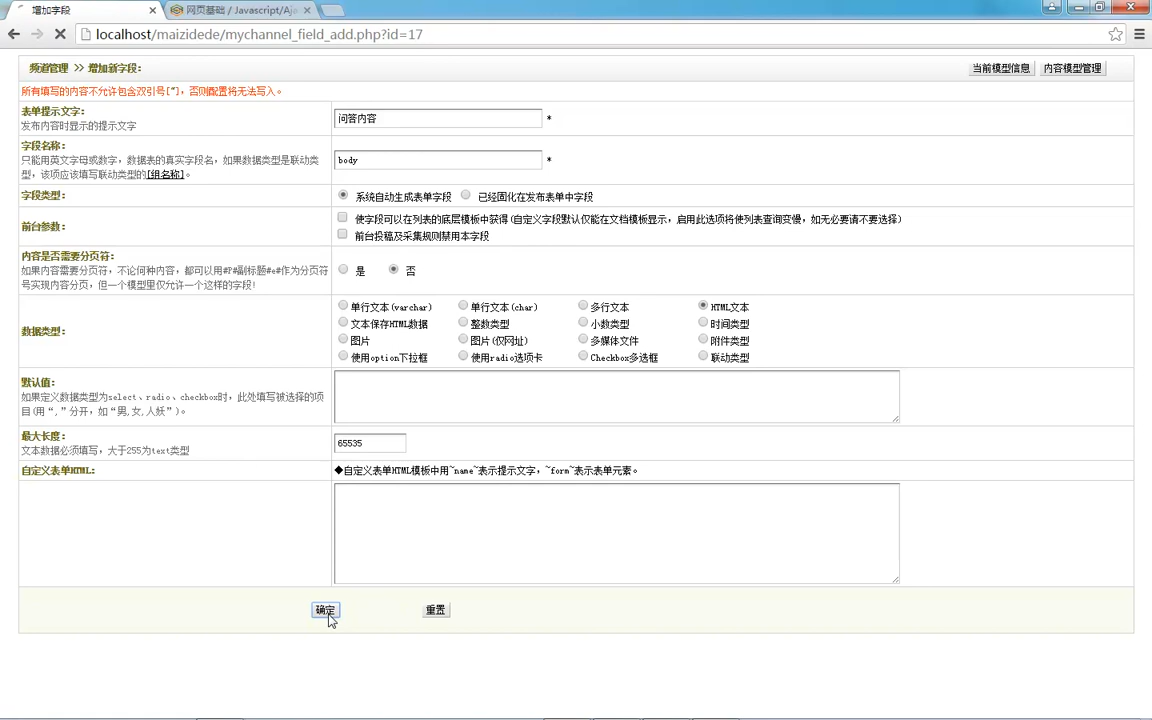 增加字段
网页基础 / Javascript/Aj
localhost/maizidede/mychannel_field_add.php?id=17
频道管理 >> 增加新字段:
当前模型信息
内容模型管理
所有填写的内容不允许包含双引号["]，否则配置将无法写入。
表单提示文字:
发布内容时显示的提示文字
问答内容 *
字段名称:
只能用英文字母或数字，数据表的真实字段名，如果数据类型是联动类
型，该项应该填写联动类型的[组名称]。
body *
字段类型:
系统自动生成表单字段 已经固化在发布表单中字段
前台参数:
使字段可以在列表的底层模板中获得(自定义字段默认仅能在文档模板显示，启用此选项将使列表查询变慢，如无必要请不要选择)
前台投稿及采集规则禁用本字段
内容是否需要分页符:
如果内容需要分页符，不论何种内容，都可以用#P#副标题#e#作为分页符
号实现内容分页，但一个模型里仅允许一个这样的字段!
是 否
数据类型:
单行文本(varchar) 单行文本(char) 多行文本 HTML文本
文本保存HTML数据 整数类型 小数类型 时间类型
图片 图片(仅网址) 多媒体文件 附件类型
使用option下拉框 使用radio选项卡 Checkbox多选框 联动类型
默认值:
如果定义数据类型为select、radio、checkbox时，此处填写被选择的项
目(用“,”分开，如“男,女,人妖”)。
最大长度:
文本数据必须填写，大于255为text类型
65535
自定义表单HTML:
◆自定义表单HTML模板中用~name~表示提示文字，~form~表示表单元素。
确定
重置